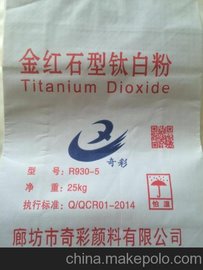 金红石型钛白粉
Titanium Dioxide
奇彩
型 号: R930-5
净 重: 25kg
执行标准: Q/QCR01-2014
怕湿
廊坊市奇彩颜料有限公司
china.makepolo.com